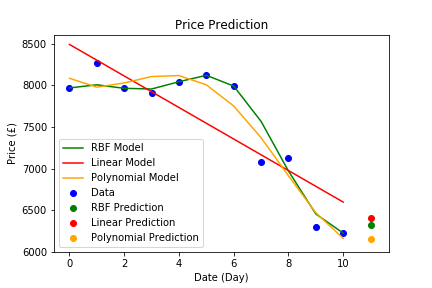 Price Prediction
8500
8000
7500
7000
6500
6000
Price (£)
RBF Model
Linear Model
Polynomial Model
Data
RBF Prediction
Linear Prediction
Polynomial Prediction
0 2 4 6 8 10
Date (Day)